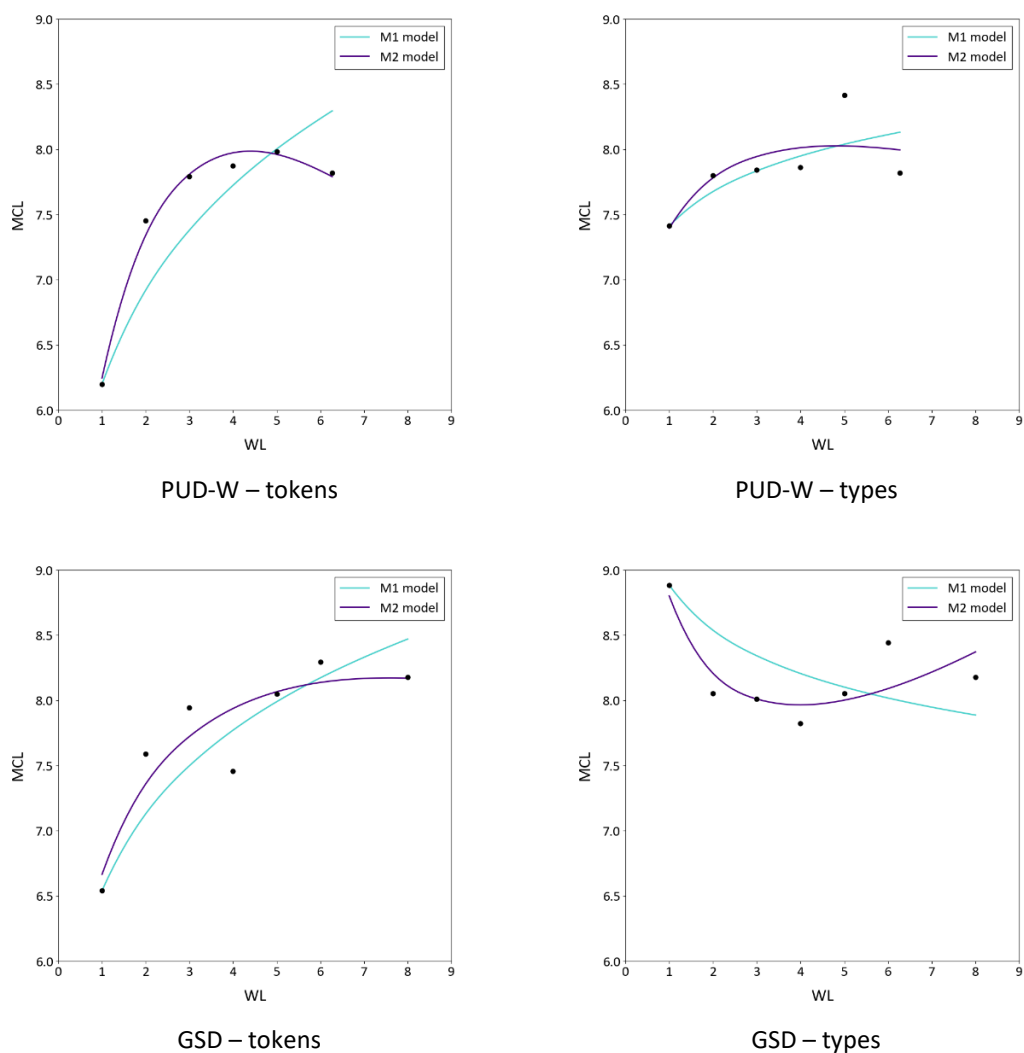 9.0
8.5
8.0
7.5
7.0
6.5
6.0
MCL
0 1 2 3 4 5 6 7 8 9
WL
M1 model
M2 model
PUD-W – tokens
9.0
8.5
8.0
7.5
7.0
6.5
6.0
MCL
0 1 2 3 4 5 6 7 8 9
WL
M1 model
M2 model
PUD-W – types
9.0
8.5
8.0
7.5
7.0
6.5
6.0
MCL
0 1 2 3 4 5 6 7 8 9
WL
M1 model
M2 model
GSD – tokens
9.0
8.5
8.0
7.5
7.0
6.5
6.0
MCL
0 1 2 3 4 5 6 7 8 9
WL
M1 model
M2 model
GSD – types